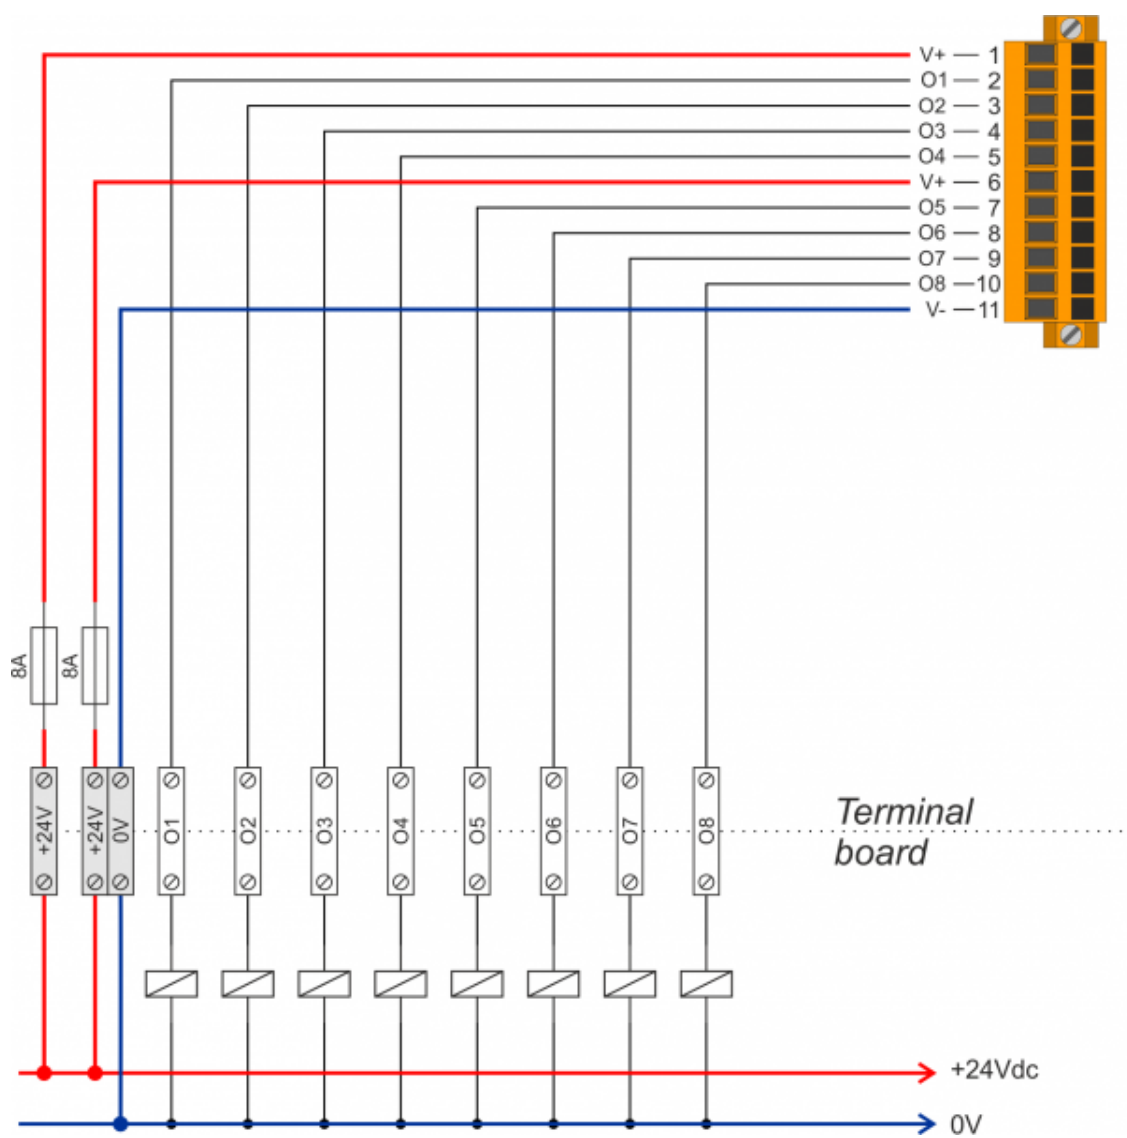 V+ — 1
O1 — 2
O2 — 3
O3 — 4
O4 — 5
V+ — 6
O5 — 7
O6 — 8
O7 — 9
O8 — 10
V- — 11
8A
8A
+24V
+24V
0V
O1
O2
O3
O4
O5
O6
O7
O8
Terminal
board
+24Vdc
0V